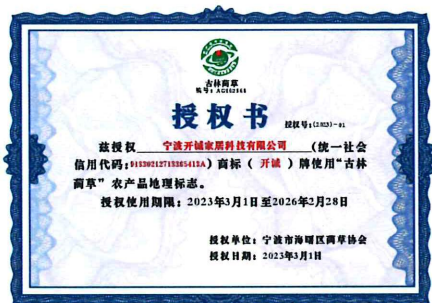 古林蔺草
编号：AGI02868
授权书
授权号：(2023)-01
兹授权 宁波开诚家居科技有限公司 (统一社会
信用代码：91330212713285413A) 商标（ 开诚 ）牌使用“古林
蔺草”农产品地理标志。
授权使用期限：2023年3月1日至2026年2月28日
授权单位：宁波市海曙区蔺草协会
授权日期：2023年3月1日